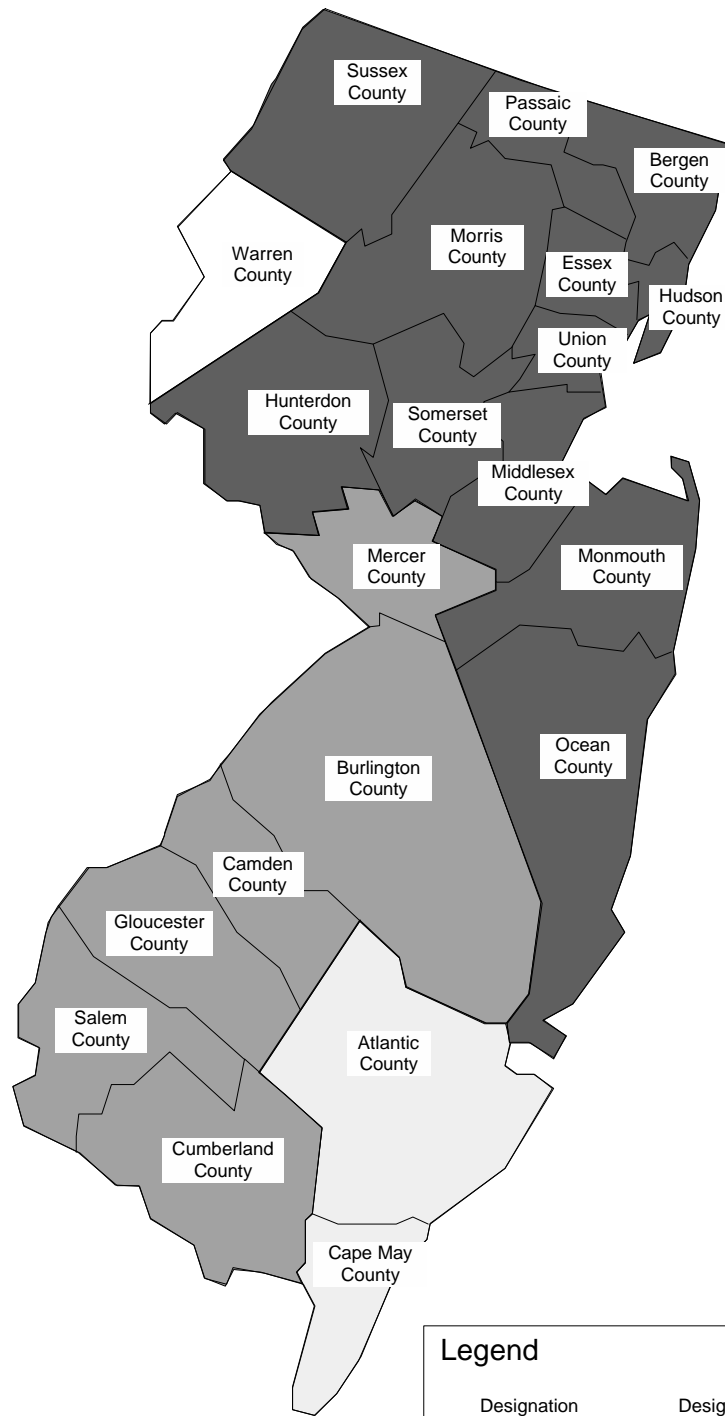 Sussex
County
Passaic
County
Bergen
County
Warren
County
Morris
County
Essex
County
Hudson
County
Union
County
Hunterdon
County
Somerset
County
Middlesex
County
Mercer
County
Monmouth
County
Ocean
County
Burlington
County
Camden
County
Gloucester
County
Salem
County
Atlantic
County
Cumberland
County
Cape May
County
Legend
Designation Desig